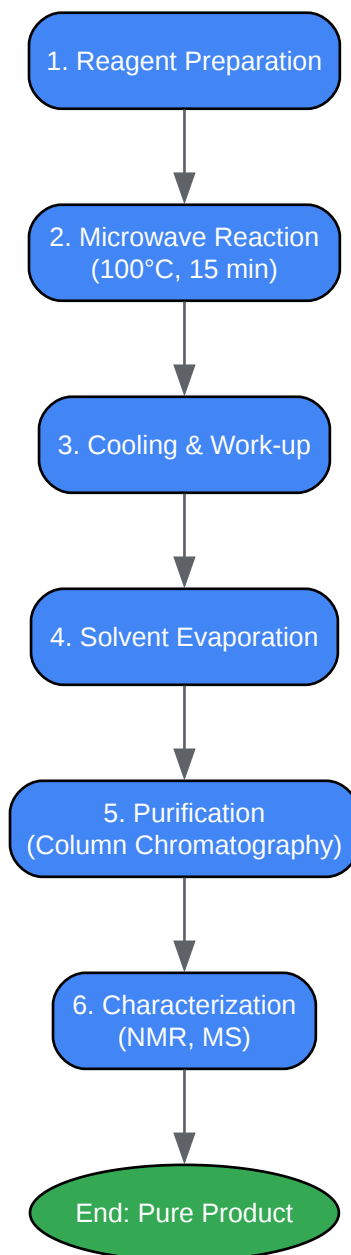 1. Reagent Preparation
2. Microwave Reaction
(100°C, 15 min)
3. Cooling & Work-up
4. Solvent Evaporation
5. Purification
(Column Chromatography)
6. Characterization
(NMR, MS)
End: Pure Product